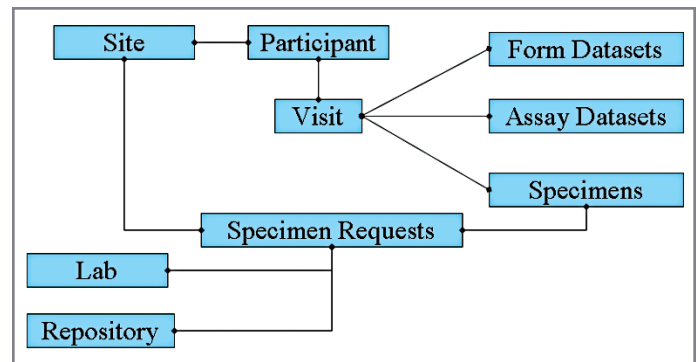 Site
Participant
Form Datasets
Visit
Assay Datasets
Specimens
Specimen Requests
Lab
Repository